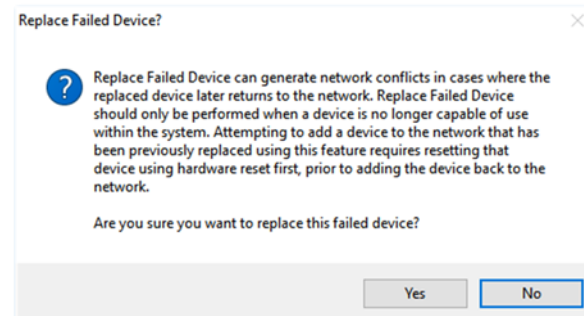 Replace Failed Device?
?
Replace Failed Device can generate network conflicts in cases where the
replaced device later returns to the network. Replace Failed Device
should only be performed when a device is no longer capable of use
within the system. Attempting to add a device to the network that has
been previously replaced using this feature requires resetting that
device using hardware reset first, prior to adding the device back to the
network.
Are you sure you want to replace this failed device?
Yes
No